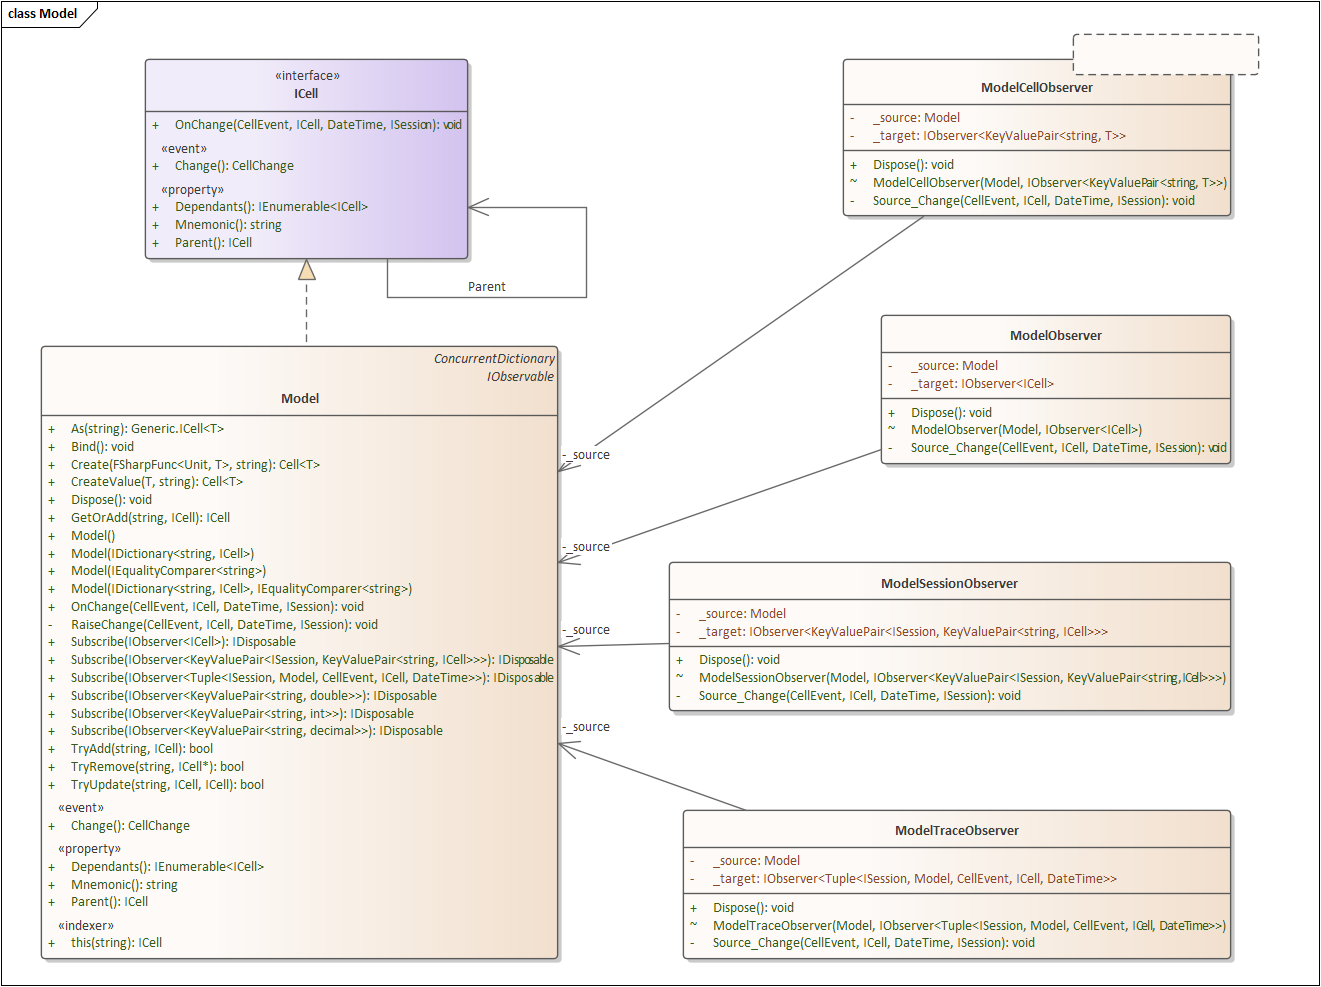 class Model
«interface»
ICell
+ OnChange(CellEvent, ICell, DateTime, ISession): void
«event»
+ Change(): CellChange
«property»
+ Dependants(): IEnumerable<ICell>
+ Mnemonic(): string
+ Parent(): ICell
Parent
ConcurrentDictionary
IObservable
Model
+ As(string): Generic.ICell<T>
+ Bind(): void
+ Create(FSharpFunc<Unit, T>, string): Cell<T>
+ CreateValue(T, string): Cell<T>
+ Dispose(): void
+ GetOrAdd(string, ICell): ICell
+ Model()
+ Model(IDictionary<string, ICell>)
+ Model(IEqualityComparer<string>)
+ Model(IDictionary<string, ICell>, IEqualityComparer<string>)
+ OnChange(CellEvent, ICell, DateTime, ISession): void
- RaiseChange(CellEvent, ICell, DateTime, ISession): void
+ Subscribe(IObserver<ICell>): IDisposable
+ Subscribe(IObserver<KeyValuePair<ISession, KeyValuePair<string, ICell>>>): IDisposable
+ Subscribe(IObserver<Tuple<ISession, Model, CellEvent, ICell, DateTime>>): IDisposable
+ Subscribe(IObserver<KeyValuePair<string, double>>): IDisposable
+ Subscribe(IObserver<KeyValuePair<string, int>>): IDisposable
+ Subscribe(IObserver<KeyValuePair<string, decimal>>): IDisposable
+ TryAdd(string, ICell): bool
+ TryRemove(string, ICell*): bool
+ TryUpdate(string, ICell, ICell): bool
«event»
+ Change(): CellChange
«property»
+ Dependants(): IEnumerable<ICell>
+ Mnemonic(): string
+ Parent(): ICell
«indexer»
+ this(string): ICell
ModelCellObserver
- _source: Model
- _target: IObserver<KeyValuePair<string, T>>
+ Dispose(): void
~ ModelCellObserver(Model, IObserver<KeyValuePair<string, T>>)
- Source_Change(CellEvent, ICell, DateTime, ISession): void
-_source
ModelObserver
- _source: Model
- _target: IObserver<ICell>
+ Dispose(): void
~ ModelObserver(Model, IObserver<ICell>)
- Source_Change(CellEvent, ICell, DateTime, ISession): void
-_source
ModelSessionObserver
- _source: Model
- _target: IObserver<KeyValuePair<ISession, KeyValuePair<string, ICell>>>
+ Dispose(): void
~ ModelSessionObserver(Model, IObserver<KeyValuePair<ISession, KeyValuePair<string,ICell>>>)
- Source_Change(CellEvent, ICell, DateTime, ISession): void
-_source
ModelTraceObserver
- _source: Model
- _target: IObserver<Tuple<ISession, Model, CellEvent, ICell, DateTime>>
+ Dispose(): void
~ ModelTraceObserver(Model, IObserver<Tuple<ISession, Model, CellEvent, ICell, DateTime>>)
- Source_Change(CellEvent, ICell, DateTime, ISession): void
-_source